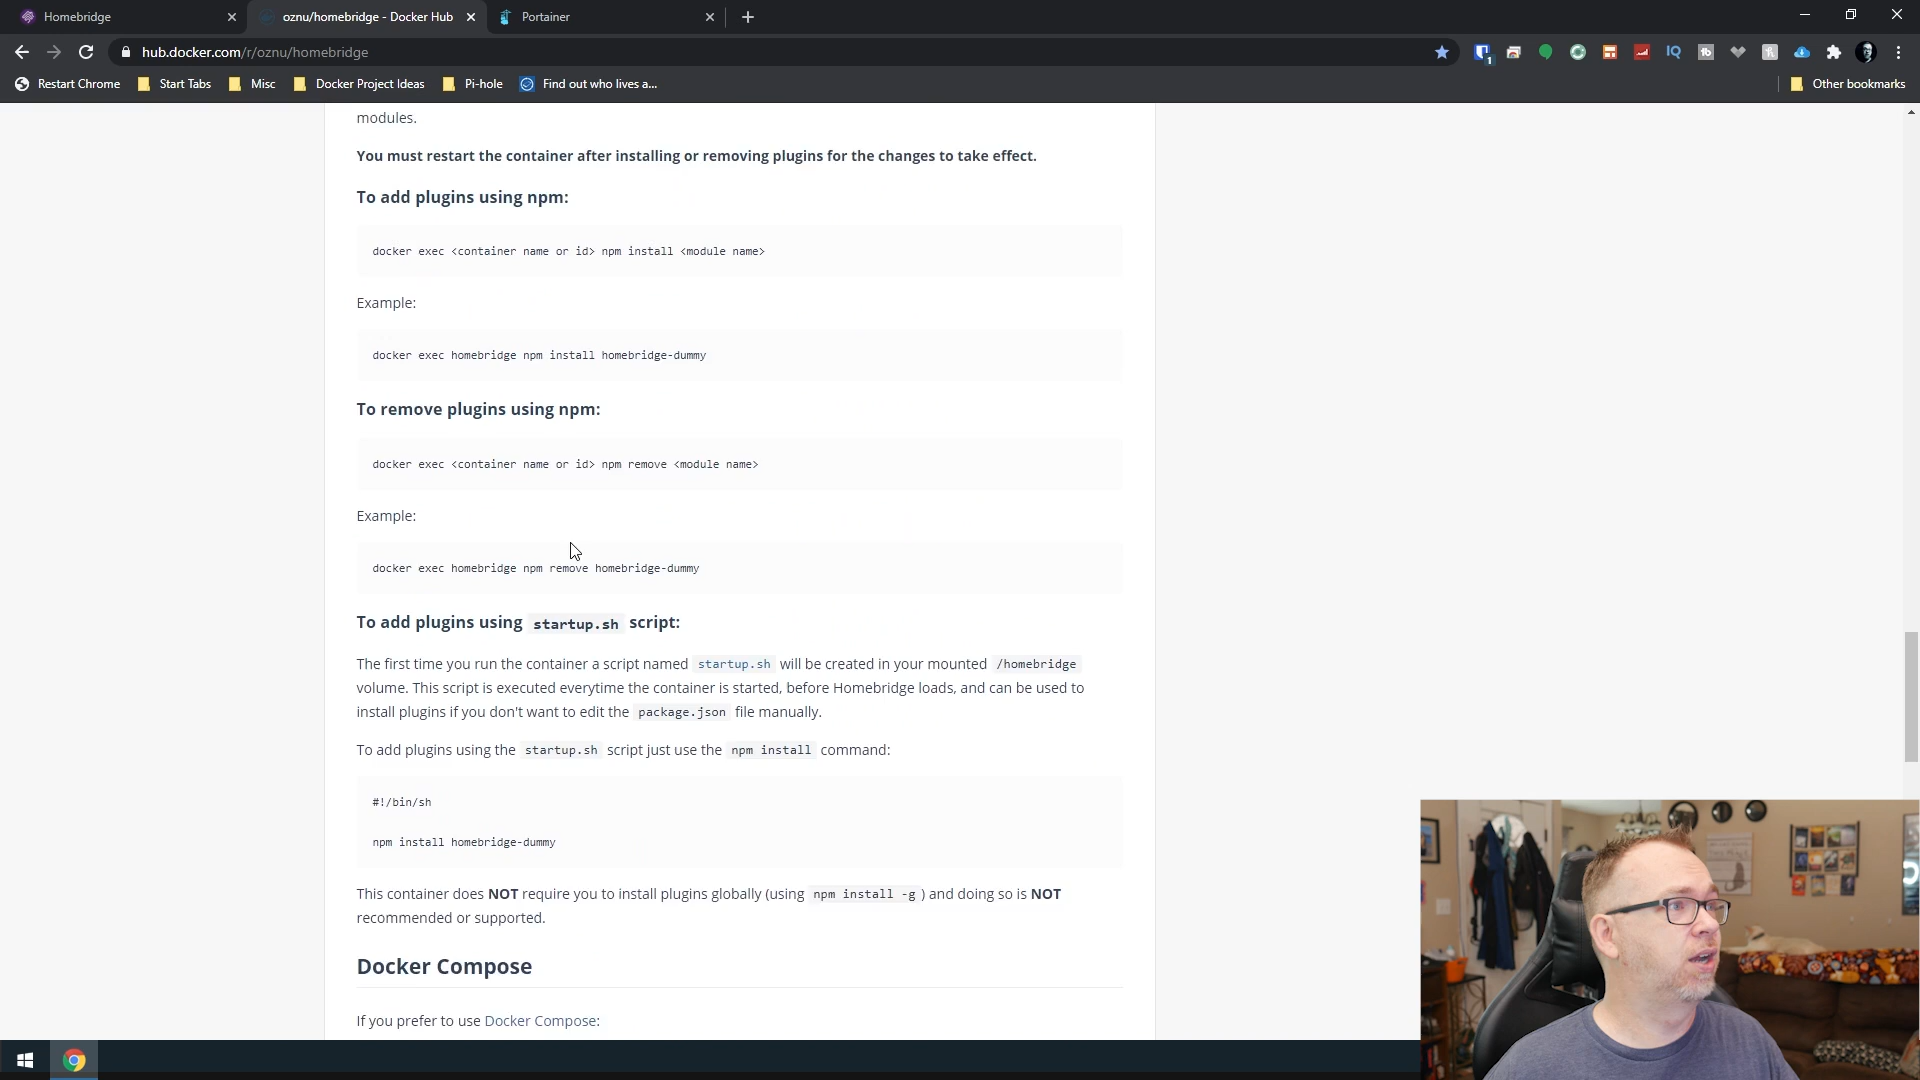 Homebridge
oznu/homebridge - Docker Hub
Portainer
hub.docker.com/r/oznu/homebridge
1
IQ
tb
Restart Chrome
Start Tabs
Misc
Docker Project Ideas
Pi-hole
Find out who lives a...
Other bookmarks
modules.
You must restart the container after installing or removing plugins for the changes to take effect.
To add plugins using npm:
docker exec <container name or id> npm install <module name>
Example:
docker exec homebridge npm install homebridge-dummy
To remove plugins using npm:
docker exec <container name or id> npm remove <module name>
Example:
docker exec homebridge npm remove homebridge-dummy
To add plugins using startup.sh script:
The first time you run the container a script named startup.sh will be created in your mounted /homebridge
volume. This script is executed everytime the container is started, before Homebridge loads, and can be used to
install plugins if you don't want to edit the package.json file manually.
To add plugins using the startup.sh script just use the npm install command:
#!/bin/sh
npm install homebridge-dummy
This container does NOT require you to install plugins globally (using npm install -g ) and doing so is NOT
recommended or supported.
Docker Compose
If you prefer to use Docker Compose: